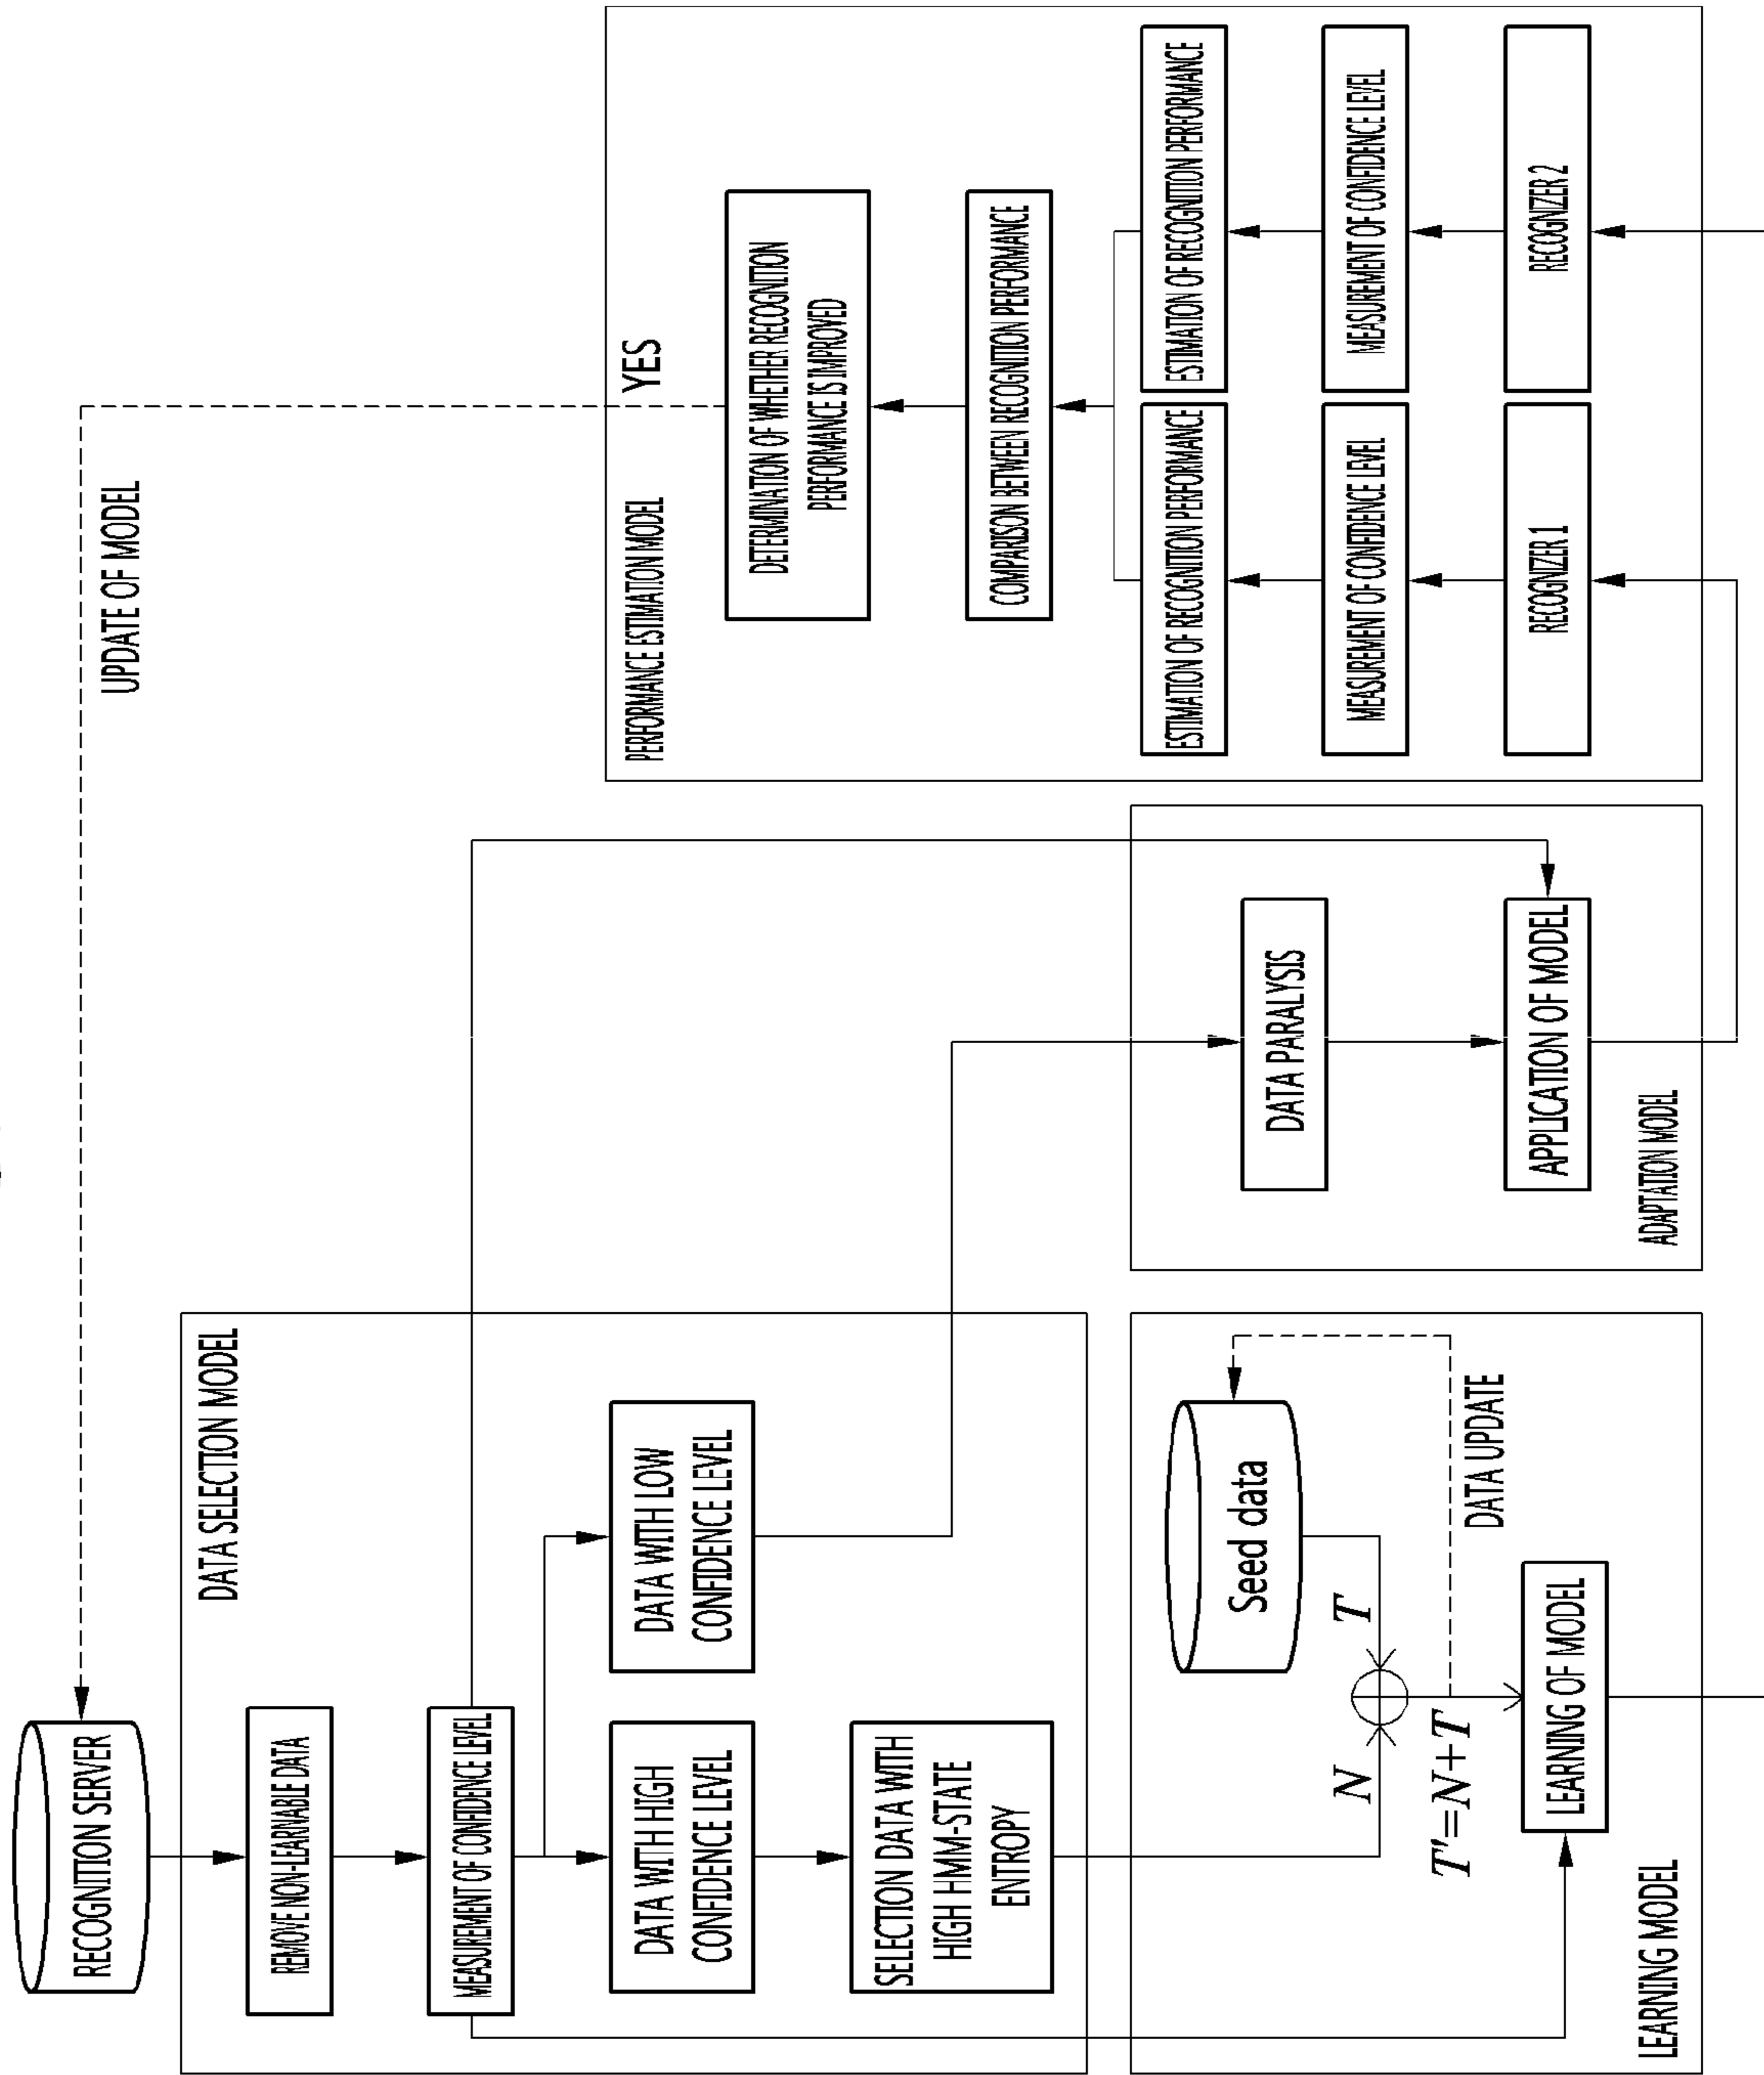 RECOGNITION SERVER
UPDATE OF MODEL
DATA SELECTION MODEL
REMOVE NON-LEARNABLE DATA
MEASUREMENT OF CONFIDENCE LEVEL
DATA WITH HIGH
CONFIDENCE LEVEL
DATA WITH LOW
CONFIDENCE LEVEL
SELECTION DATA WITH
HIGH HMM-STATE
ENTROPY
Seed data
N
T
T'=N+T
DATA UPDATE
LEARNING OF MODEL
LEARNING MODEL
DATA PARALYSIS
APPLICATION OF MODEL
ADAPTATION MODEL
PERFORMANCE ESTIMATION MODEL
YES
DETERMINATION OF WHETHER RECOGNITION
PERFORMANCE IS IMPROVED
COMPARISON BETWEEN RECOGNITION PERFORMANCE
ESTIMATION OF RECOGNITION PERFORMANCE
ESTIMATION OF RECOGNITION PERFORMANCE
MEASUREMENT OF CONFIDENCE LEVEL
MEASUREMENT OF CONFIDENCE LEVEL
RECOGNIZER 1
RECOGNIZER 2